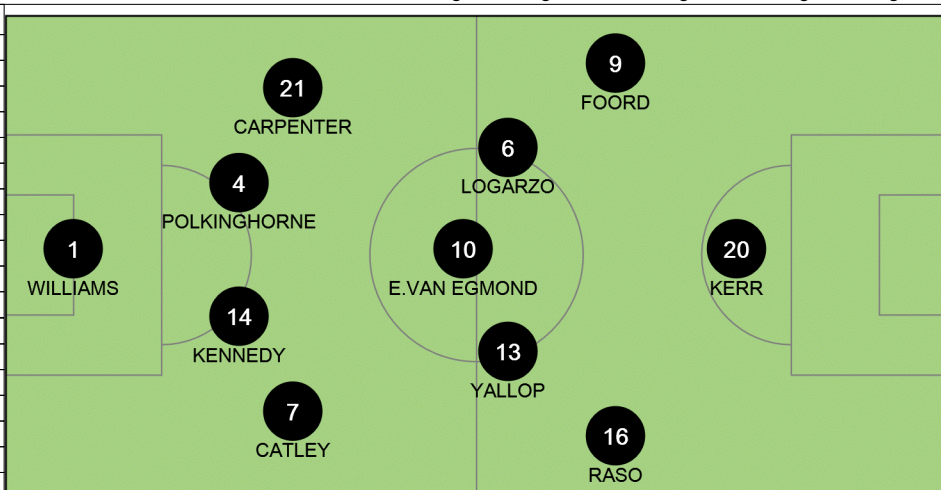 9
FOORD
21
CARPENTER
6
LOGARZO
4
POLKINGHORNE
1
WILLIAMS
10
E.VAN EGMOND
20
KERR
14
KENNEDY
13
YALLOP
7
CATLEY
16
RASO